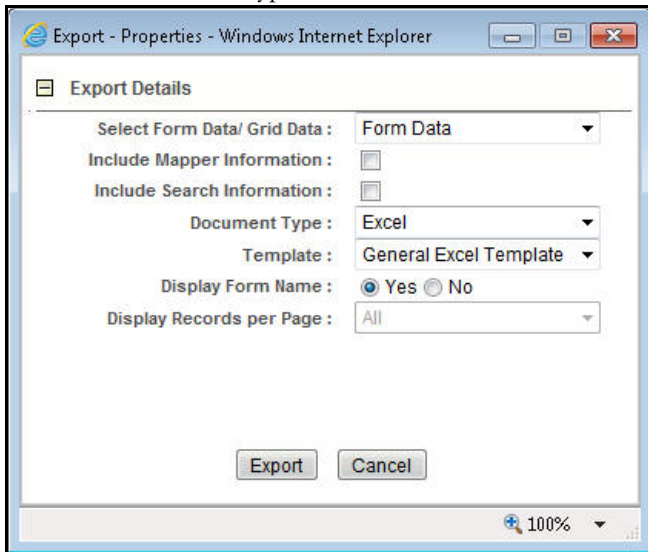 Export - Properties - Windows Internet Explorer
Export Details
Select Form Data/ Grid Data : Form Data
Include Mapper Information :
Include Search Information :
Document Type : Excel
Template : General Excel Template
Display Form Name : Yes No
Display Records per Page : All
Export Cancel
100%